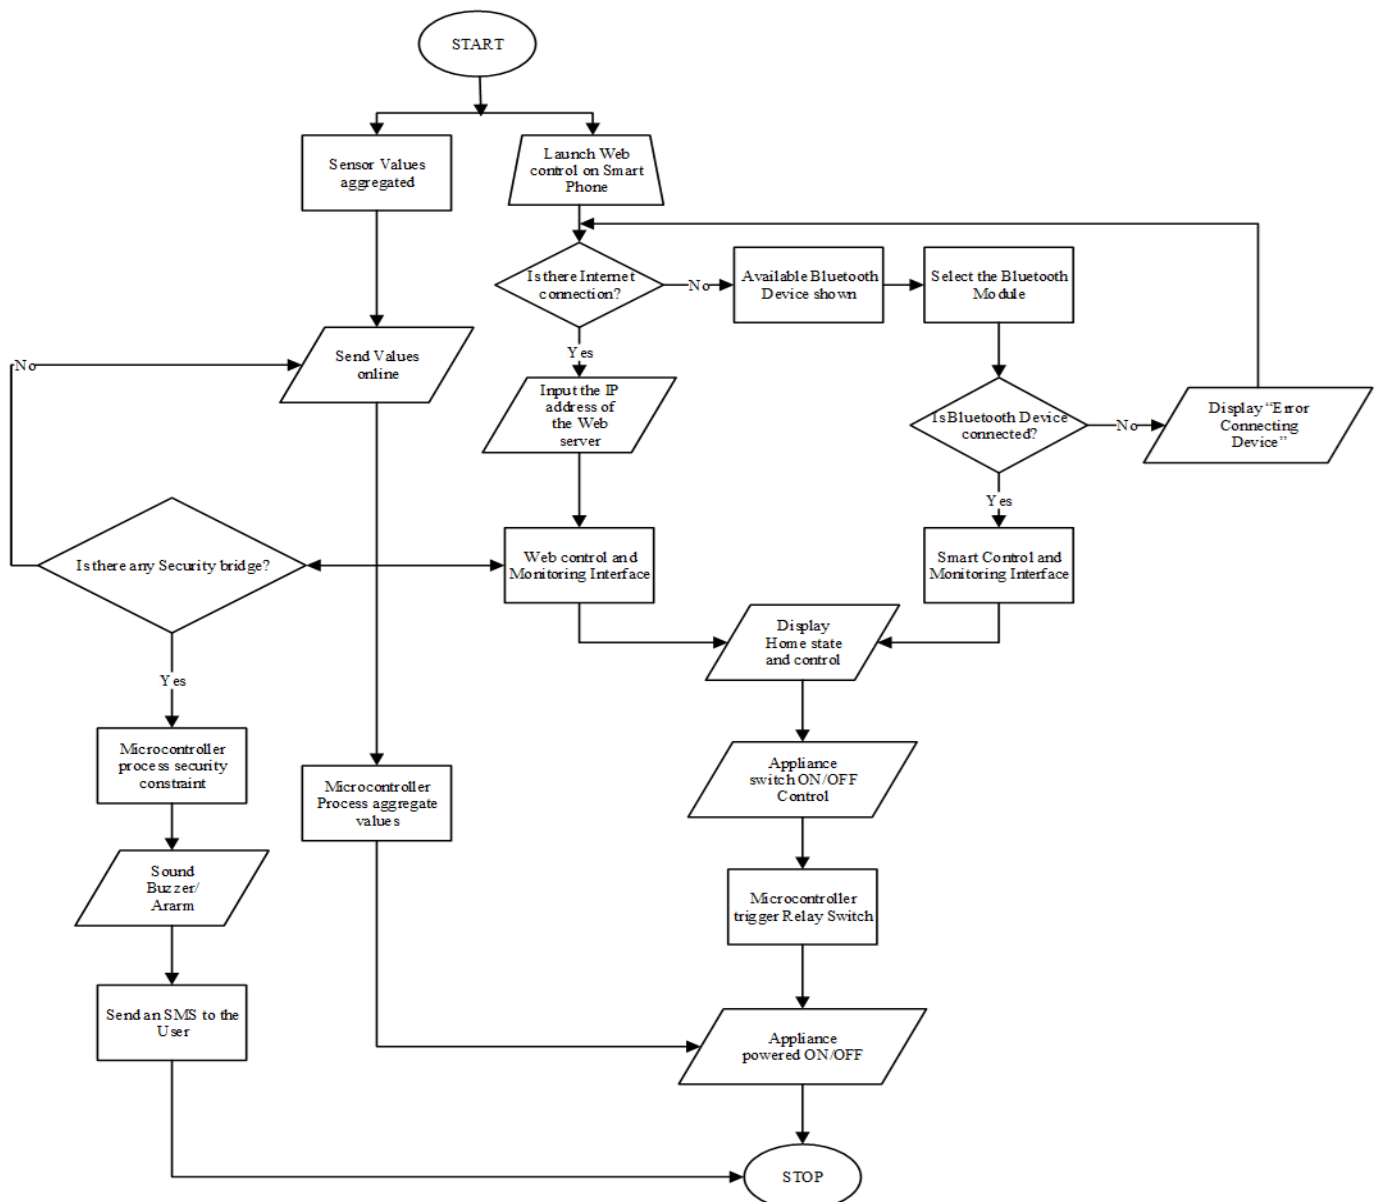 START
Sensor Values
aggregated
Launch Web
control on Smart
Phone
Is there Internet
connection?
No
Available Bluetooth
Device shown
Select the Bluetooth
Module
Yes
Send Values
online
No
Input the IP
address of
the Web
server
Is Bluetooth Device
connected?
No
Display “Error
Connecting
Device”
Yes
Is there any Security bridge?
Web control and
Monitoring Interface
Smart Control and
Monitoring Interface
Display
Home state
and control
Yes
Microcontroller
process security
constraint
Microcontroller
Process aggregate
values
Appliance
switch ON/OFF
Control
Sound
Buzzer/
Ararm
Microcontroller
trigger Relay Switch
Send an SMS to the
User
Appliance
powered ON/OFF
STOP